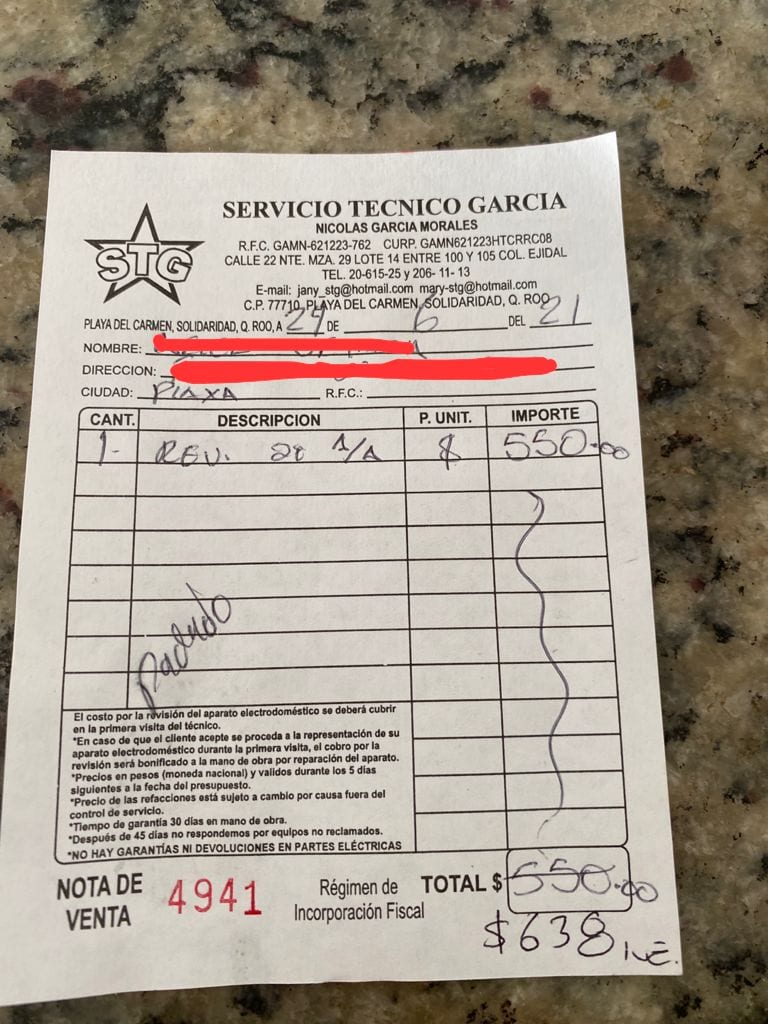 STG
SERVICIO TECNICO GARCIA
NICOLAS GARCIA MORALES
R.F.C. GAMN-621223-762 CURP. GAMN621223HTCRRC08
CALLE 22 NTE. MZA. 29 LOTE 14 ENTRE 100 Y 105 COL. EJIDAL
TEL. 20-615-25 y 206- 11- 13
E-mail: jany_stg@hotmail.com mary-stg@hotmail.com
C.P. 77710, PLAYA DEL CARMEN, SOLIDARIDAD, Q. ROO
PLAYA DEL CARMEN, SOLIDARIDAD, Q. ROO, A 29 DE 6 DEL 21
NOMBRE:
DIRECCION:
CIUDAD: PLAXA R.F.C.:
CANT. DESCRIPCION P. UNIT. IMPORTE
1- REV. A/A $ 550.00
El costo por la revisión del aparato electrodoméstico se deberá cubrir
en la primera visita del técnico.
*En caso de que el cliente acepte se proceda a la representación de su
aparato electrodoméstico durante la primera visita, el cobro por la
revisión será bonificado a la mano de obra por reparación del aparato.
*Precios en pesos (moneda nacional) y validos durante los 5 días
siguientes a la fecha del presupuesto.
*Precio de las refacciones está sujeto a cambio por causa fuera del
control de servicio.
*Tiempo de garantía 30 días en mano de obra.
*Después de 45 días no respondemos por equipos no reclamados.
*NO HAY GARANTÍAS NI DEVOLUCIONES EN PARTES ELÉCTRICAS
NOTA DE VENTA 4941 Régimen de Incorporación Fiscal TOTAL $ 550.00
$638